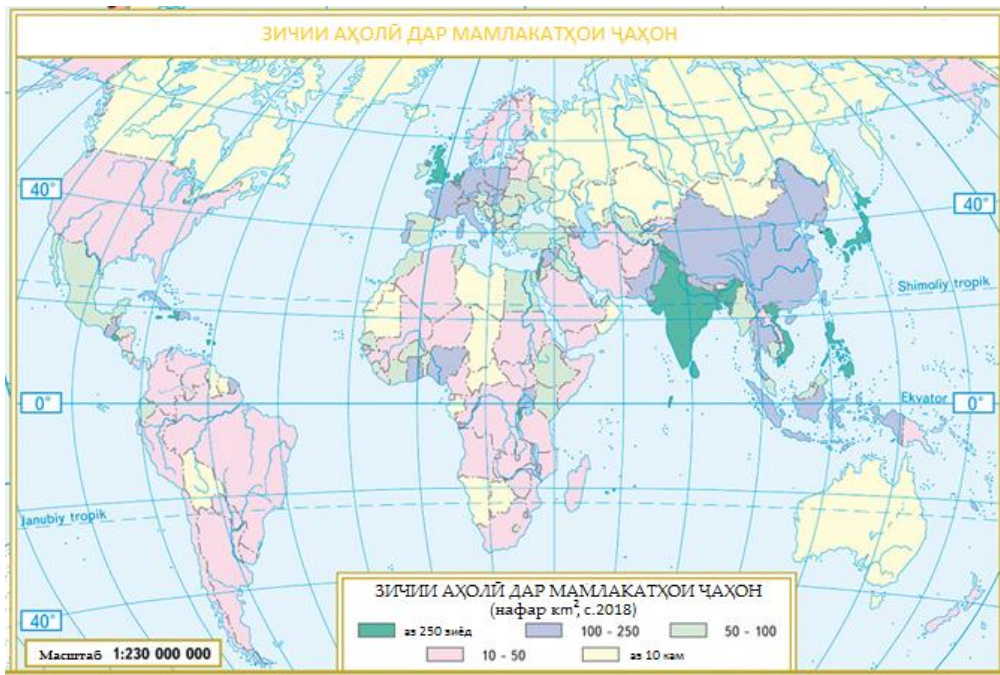 ЗИЧИИ АҲОЛӢ ДАР МАМЛАКАТҲОИ ҶАҲОН
40°
40°
Shimoliy tropik
0°
Ekvator
0°
Janubiy tropik
40°
ЗИЧИИ АҲОЛӢ ДАР МАМЛАКАТҲОИ ҶАҲОН
(нафар km², с.2018)
аз 250 зиёд
100 - 250
50 - 100
10 - 50
аз 10 кам
Масштаб 1:230 000 000